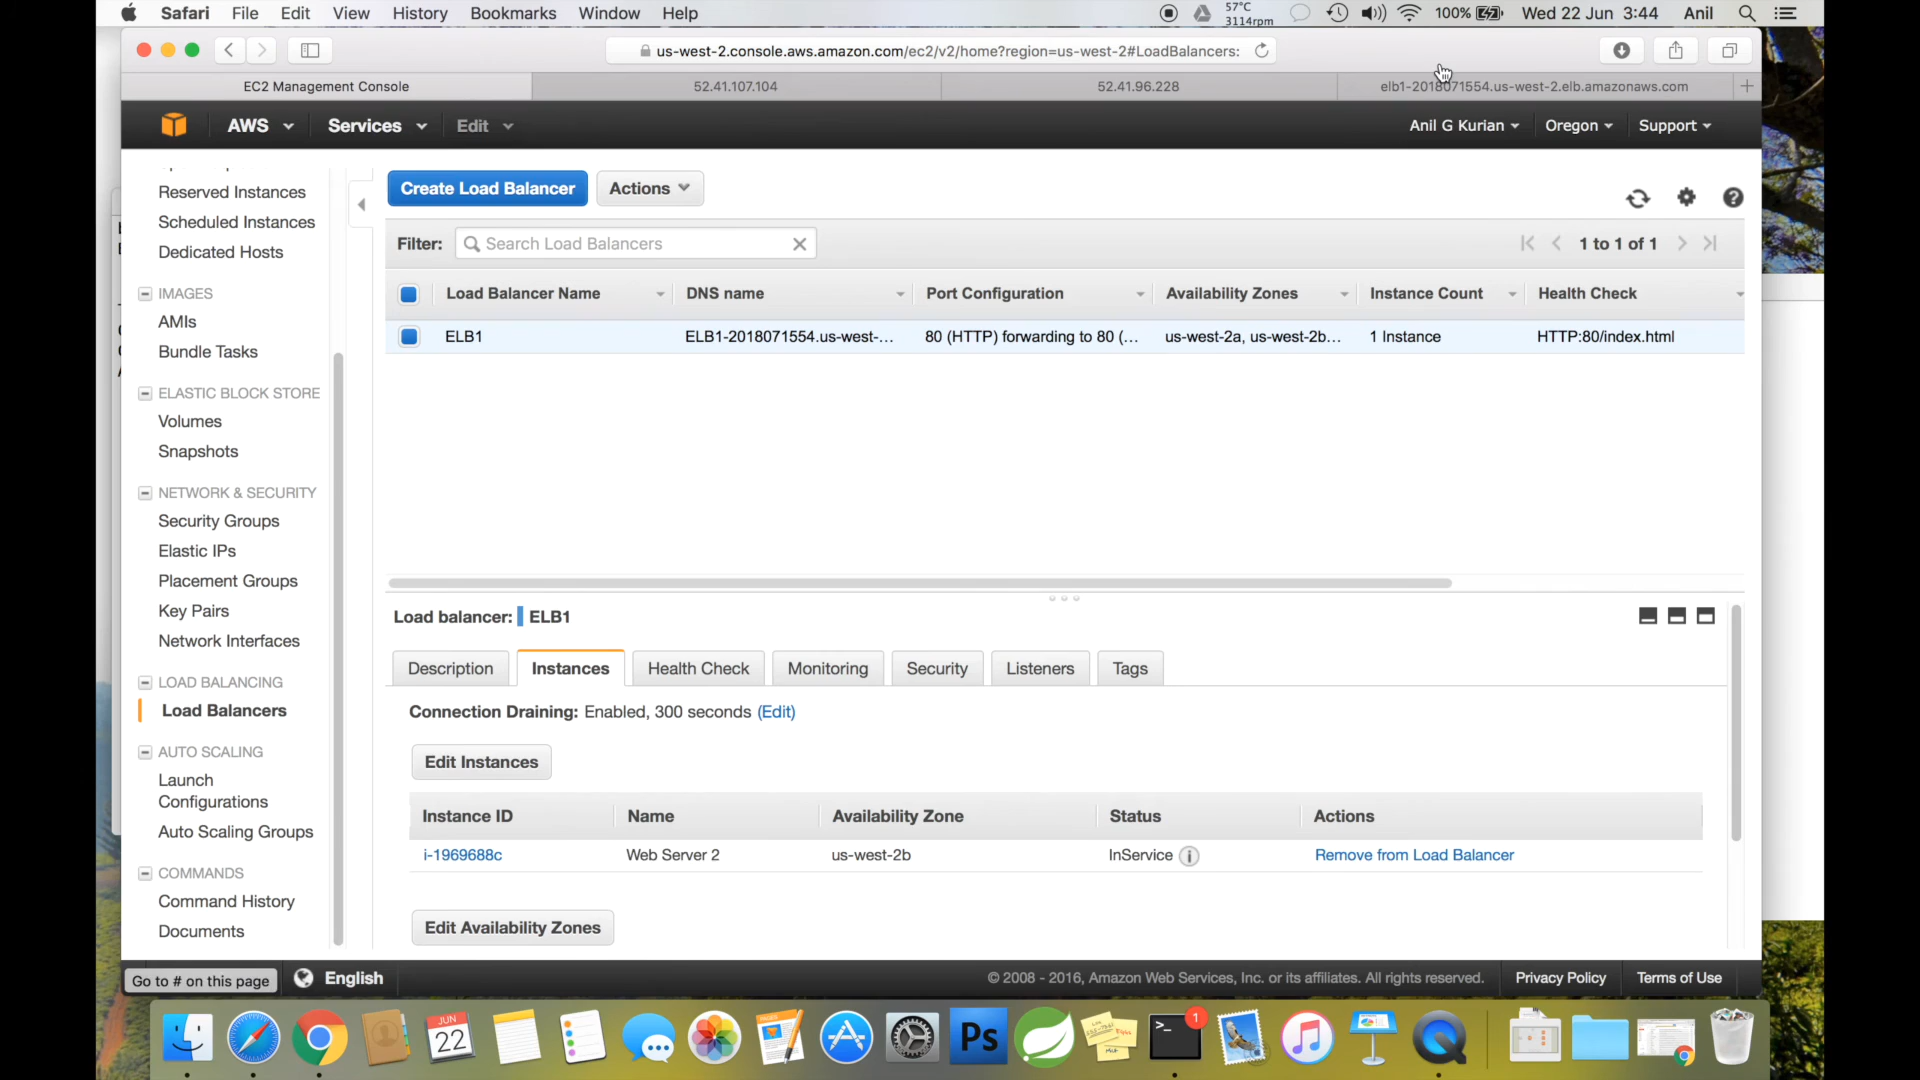 Safari File Edit View History Bookmarks Window Help 57°C 3114rpm 100% Wed 22 Jun 3:44 Anil
us-west-2.console.aws.amazon.com/ec2/v2/home?region=us-west-2#LoadBalancers:
EC2 Management Console 52.41.107.104 52.41.96.228 elb1-2018071554.us-west-2.elb.amazonaws.com
AWS Services Edit Anil G Kurian Oregon Support
Reserved Instances
Scheduled Instances
Dedicated Hosts
IMAGES
AMIs
Bundle Tasks
ELASTIC BLOCK STORE
Volumes
Snapshots
NETWORK & SECURITY
Security Groups
Elastic IPs
Placement Groups
Key Pairs
Network Interfaces
LOAD BALANCING
Load Balancers
AUTO SCALING
Launch
Configurations
Auto Scaling Groups
COMMANDS
Command History
Documents
Create Load Balancer Actions
Filter: Search Load Balancers 1 to 1 of 1
Load Balancer Name DNS name Port Configuration Availability Zones Instance Count Health Check
ELB1 ELB1-2018071554.us-west-... 80 (HTTP) forwarding to 80 (... us-west-2a, us-west-2b... 1 Instance HTTP:80/index.html
Load balancer: ELB1
Description Instances Health Check Monitoring Security Listeners Tags
Connection Draining: Enabled, 300 seconds (Edit)
Edit Instances
Instance ID Name Availability Zone Status Actions
i-1969688c Web Server 2 us-west-2b InService Remove from Load Balancer
Edit Availability Zones
Go to # on this page English © 2008 - 2016, Amazon Web Services, Inc. or its affiliates. All rights reserved. Privacy Policy Terms of Use
JUN
22
Ps
1